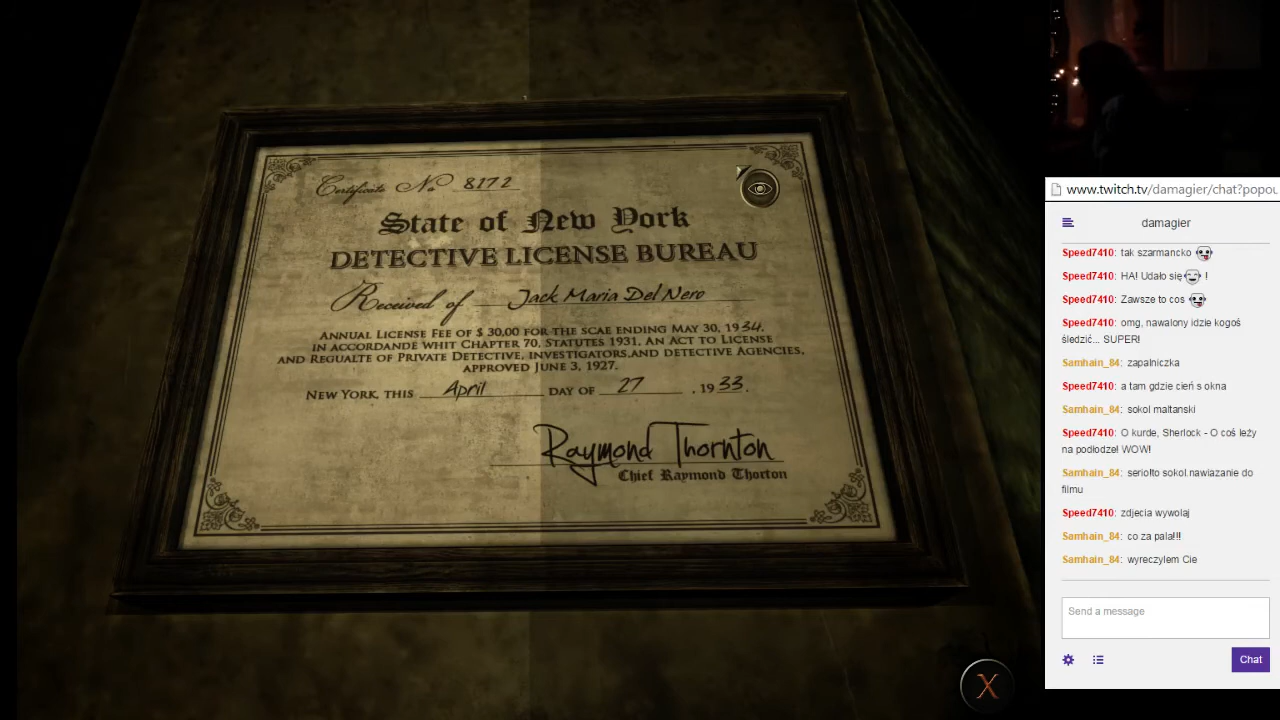 Certificate No 8172
State of New York
DETECTIVE LICENSE BUREAU
Received of Jack Maria Del Nero
ANNUAL LICENSE FEE OF $ 30,00 FOR THE SCAE ENDING MAY 30, 1934,
IN ACCORDANDE WHIT CHAPTER 70, STATUTES 1931, AN ACT TO LICENSE
AND REGUALTE OF PRIVATE DETECTIVE, INVESTIGATORS,AND DETECTIVE AGENCIES,
APPROVED JUNE 3, 1927.
NEW YORK, THIS April DAY OF 27 , 1933.
Raymond Thornton
Chief Raymond Thorton
X
www.twitch.tv/damagier/chat?popou
damagier
Speed7410: tak szarmancko
Speed7410: HA! Udało się !
Speed7410: Zawsze to cos
Speed7410: omg, nawalony idzie kogoś
śledzić... SUPER!
Samhain_84: zapalniczka
Speed7410: a tam gdzie cień s okna
Samhain_84: sokol maltanski
Speed7410: O kurde, Sherlock - O coś leży
na podłodze! WOW!
Samhain_84: seriołto sokol.nawiazanie do
filmu
Speed7410: zdjecia wywolaj
Samhain_84: co za pala!!!
Samhain_84: wyreczylem Cie
Send a message
Chat